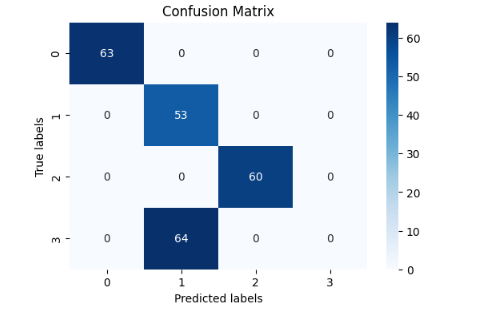 Confusion Matrix
True labels
0 63 0 0 0
1 0 53 0 0
2 0 0 60 0
3 0 64 0 0
0 1 2 3
Predicted labels
60
50
40
30
20
10
0